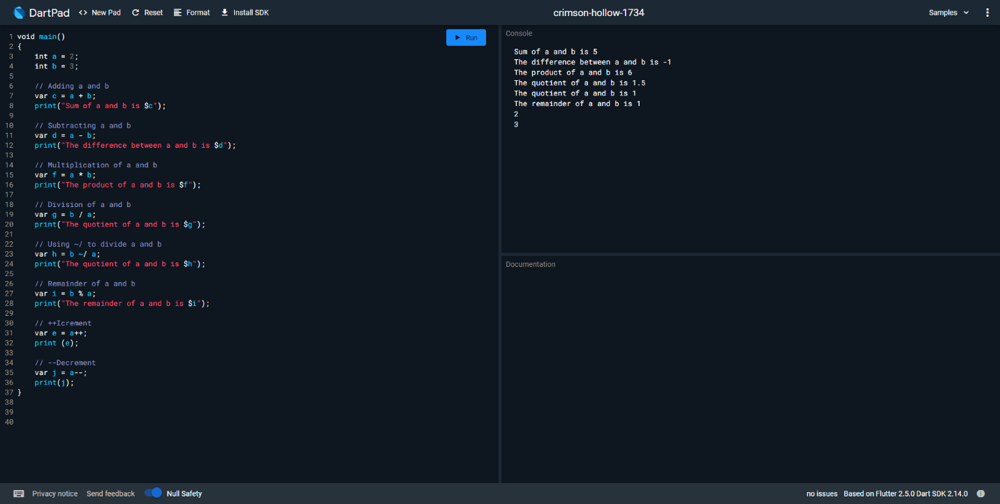 DartPad <> New Pad Reset Format Install SDK crimson-hollow-1734 Samples
Run
1 void main()
2 {
3 int a = 2;
4 int b = 3;
5
6 // Adding a and b
7 var c = a + b;
8 print("Sum of a and b is $c");
9
10 // Subtracting a and b
11 var d = a - b;
12 print("The difference between a and b is $d");
13
14 // Multiplication of a and b
15 var f = a * b;
16 print("The product of a and b is $f");
17
18 // Division of a and b
19 var g = b / a;
20 print("The quotient of a and b is $g");
21
22 // Using ~/ to divide a and b
23 var h = b ~/ a;
24 print("The quotient of a and b is $h");
25
26 // Remainder of a and b
27 var i = b % a;
28 print("The remainder of a and b is $i");
29
30 // ++Icrement
31 var e = a++;
32 print (e);
33
34 // --Decrement
35 var j = a--;
36 print(j);
37 }
38
39
40
Console
Sum of a and b is 5
The difference between a and b is -1
The product of a and b is 6
The quotient of a and b is 1.5
The quotient of a and b is 1
The remainder of a and b is 1
2
3
Documentation
Privacy notice Send feedback Null Safety no issues Based on Flutter 2.5.0 Dart SDK 2.14.0